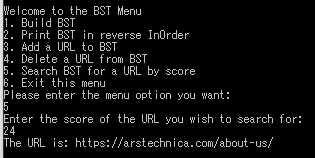 Welcome to the BST Menu
1. Build BST
2. Print BST in reverse InOrder
3. Add a URL to BST
4. Delete a URL from BST
5. Search BST for a URL by score
6. Exit this menu
Please enter the menu option you want:
5
Enter the score of the URL you wish to search for:
24
The URL is: https://arstechnica.com/about-us/